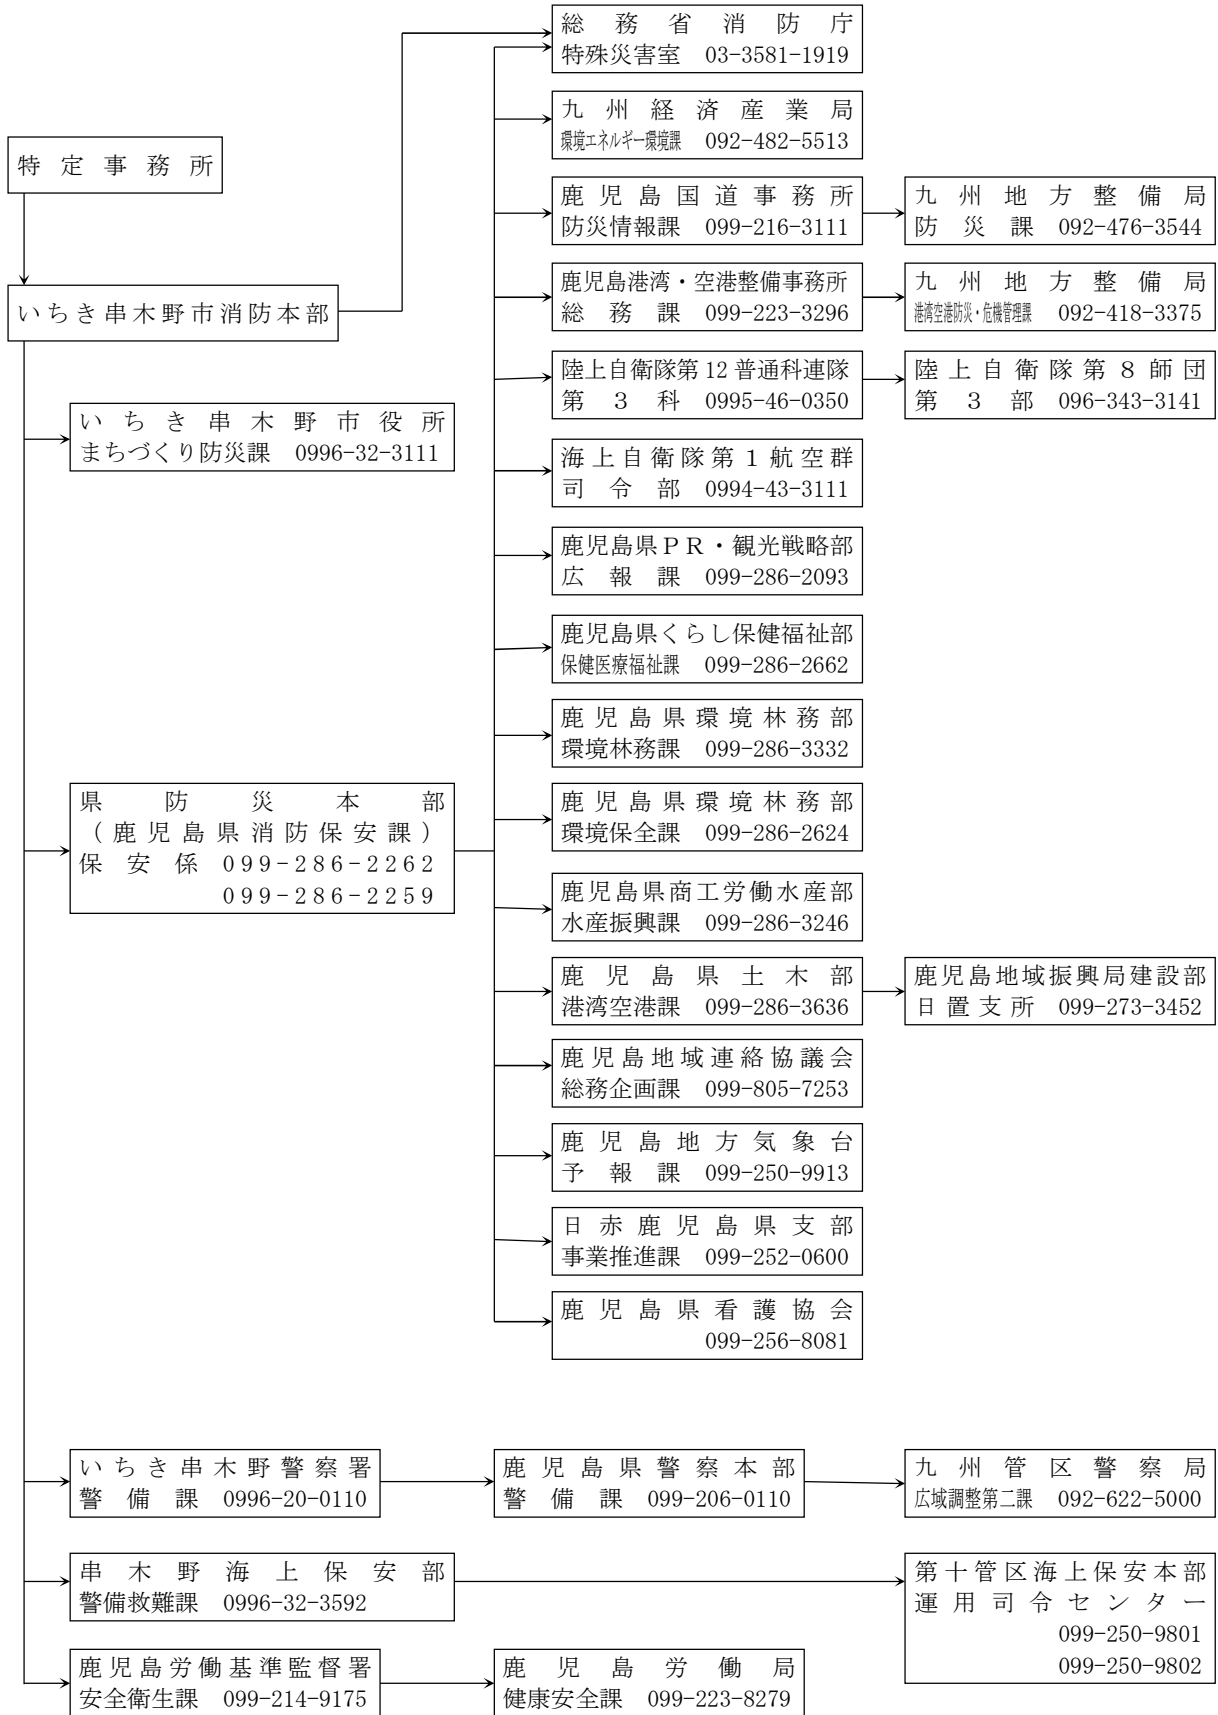 総務省消防庁
特殊災害室 03-3581-1919
九州経済産業局
環境エネルギー環境課 092-482-5513
特定事務所
鹿児島国道事務所
防災情報課 099-216-3111
九州地方整備局
防災課 092-476-3544
いちき串木野市消防本部
鹿児島港湾・空港整備事務所
総務課 099-223-3296
九州地方整備局
港湾空港防災・危機管理課 092-418-3375
陸上自衛隊第12普通科連隊
第3科 0995-46-0350
陸上自衛隊第8師団
第3部 096-343-3141
いちき串木野市役所
まちづくり防災課 0996-32-3111
海上自衛隊第1航空群
司令部 0994-43-3111
鹿児島県PR・観光戦略部
広報課 099-286-2093
鹿児島県くらし保健福祉部
保健医療福祉課 099-286-2662
鹿児島県環境林務部
環境林務課 099-286-3332
県防災本部
（鹿児島県消防保安課）
保安係 099-286-2262
099-286-2259
鹿児島県環境林務部
環境保全課 099-286-2624
鹿児島県商工労働水産部
水産振興課 099-286-3246
鹿児島県土木部
港湾空港課 099-286-3636
鹿児島地域振興局建設部
日置支所 099-273-3452
鹿児島地域連絡協議会
総務企画課 099-805-7253
鹿児島地方気象台
予報課 099-250-9913
日赤鹿児島県支部
事業推進課 099-252-0600
鹿児島県看護協会
099-256-8081
いちき串木野警察署
警備課 0996-20-0110
鹿児島県警察本部
警備課 099-206-0110
九州管区警察局
広域調整第二課 092-622-5000
串木野海上保安部
警備救難課 0996-32-3592
第十管区海上保安本部
運用司令センター
099-250-9801
099-250-9802
鹿児島労働基準監督署
安全衛生課 099-214-9175
鹿児島労働局
健康安全課 099-223-8279